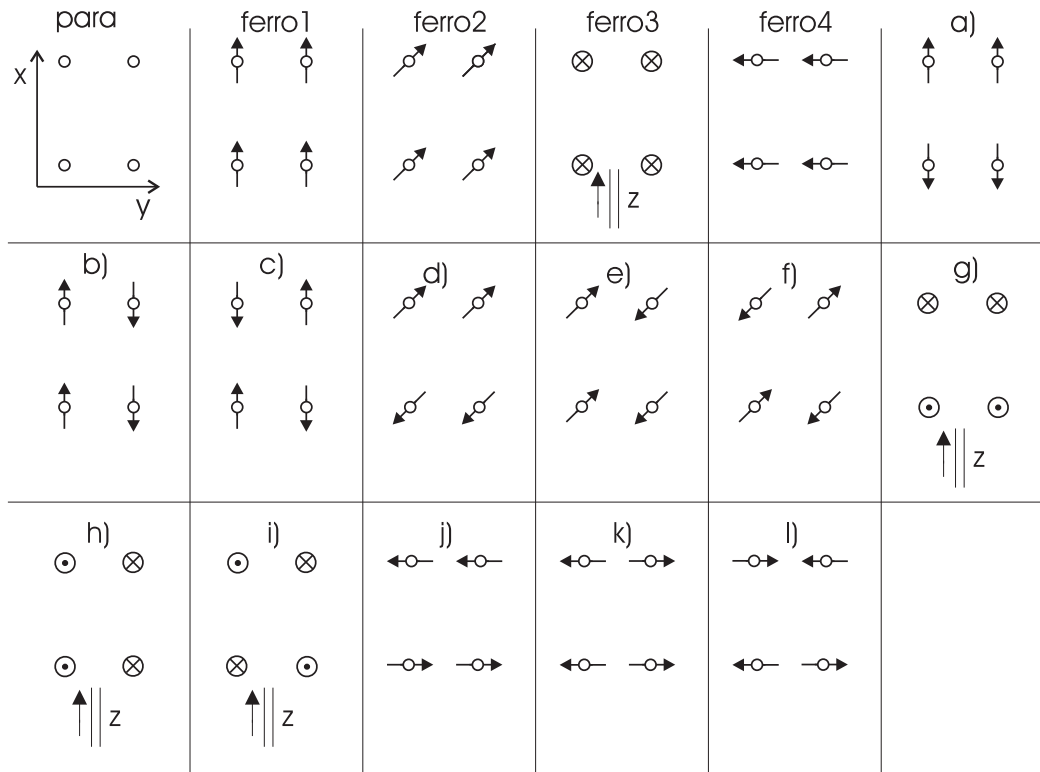 para
ferro1
ferro2
ferro3
ferro4
a)
x
y
z
b)
c)
d)
e)
f)
g)
z
h)
i)
j)
k)
l)
z
z